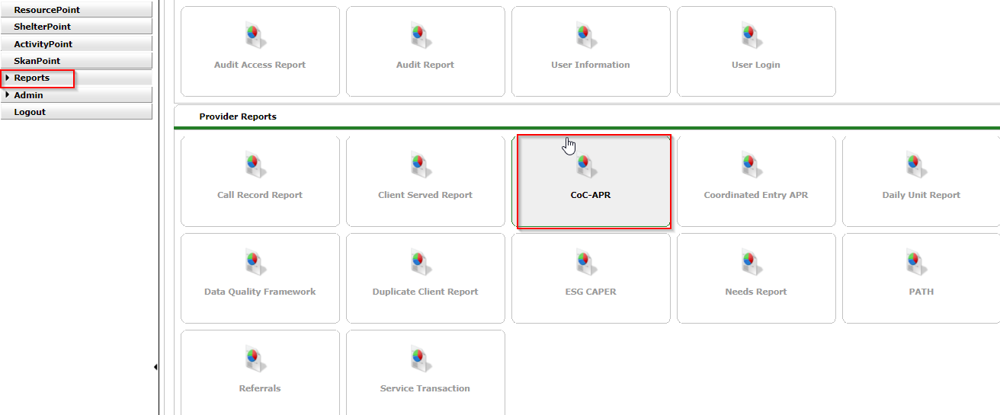 ResourcePoint
ShelterPoint
ActivityPoint
SkanPoint
Reports
Admin
Logout
Audit Access Report
Audit Report
User Information
User Login
Provider Reports
Call Record Report
Client Served Report
CoC-APR
Coordinated Entry APR
Daily Unit Report
Data Quality Framework
Duplicate Client Report
ESG CAPER
Needs Report
PATH
Referrals
Service Transaction